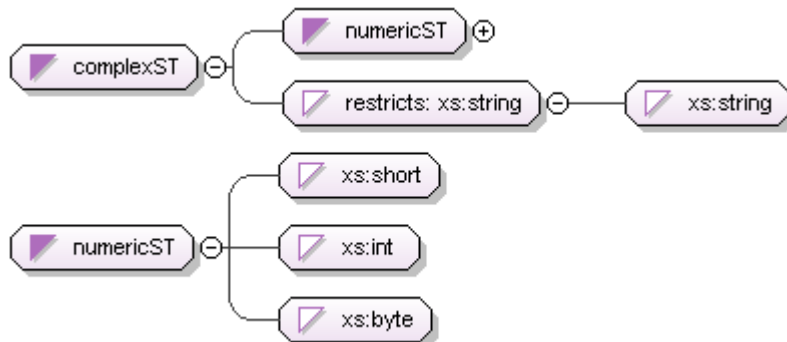 numericST
complexST
restricts: xs:string
xs:string
xs:short
numericST
xs:int
xs:byte